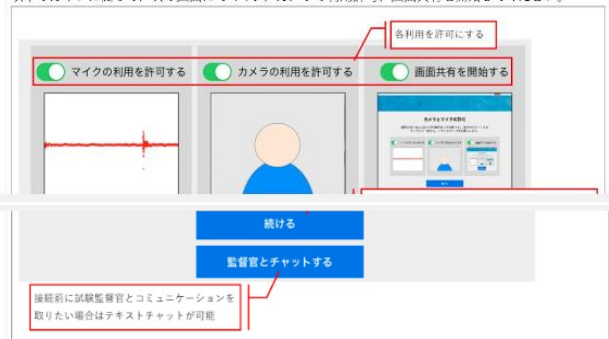 各利用を許可にする
マイクの利用を許可する
カメラの利用を許可する
画面共有を開始する
カメラとマイクの許可
続ける
監督官とチャットする
接続前に試験監督官とコミュニケーションを
取りたい場合はテキストチャットが可能